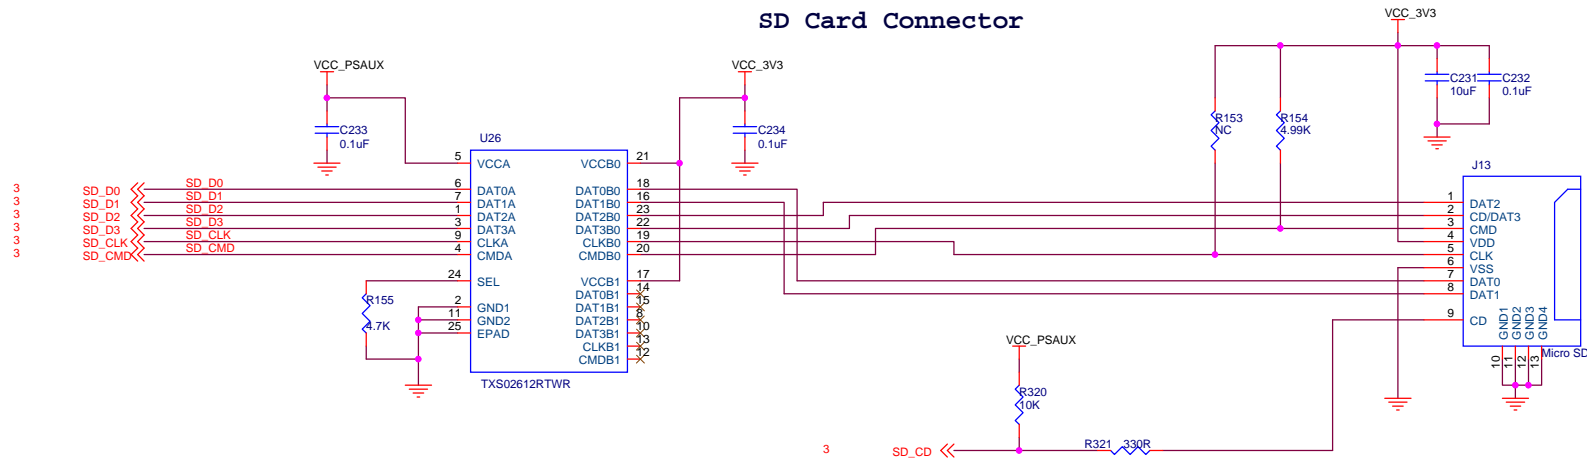 SD Card Connector
VCC_PSAUX
C233
0.1uF
VCC_3V3
C234
0.1uF
VCC_3V3
R153
NC
R154
4.99K
C231
10uF
C232
0.1uF
3 SD_D0 SD_D0
3 SD_D1 SD_D1
3 SD_D2 SD_D2
3 SD_D3 SD_D3
3 SD_CLK SD_CLK
3 SD_CMD SD_CMD
U26
5 VCCA VCCB0 21
6 DAT0A DAT0B0 18
7 DAT1A DAT1B0 16
1 DAT2A DAT2B0 23
3 DAT3A DAT3B0 22
9 CLKA CLKB0 19
4 CMDA CMDB0 20
24 SEL VCCB1 17
DAT0B1 14
2 GND1 DAT1B1 15
11 GND2 DAT2B1 8
25 EPAD DAT3B1 10
CLKB1 13
CMDB1 12
TXS02612RTWR
R155
4.7K
J13
1 DAT2
2 CD/DAT3
3 CMD
4 VDD
5 CLK
6 VSS
7 DAT0
8 DAT1
9 CD
GND1 GND2 GND3 GND4
10 11 12 13
Micro SD
VCC_PSAUX
R320
10K
3 SD_CD
R321 330R